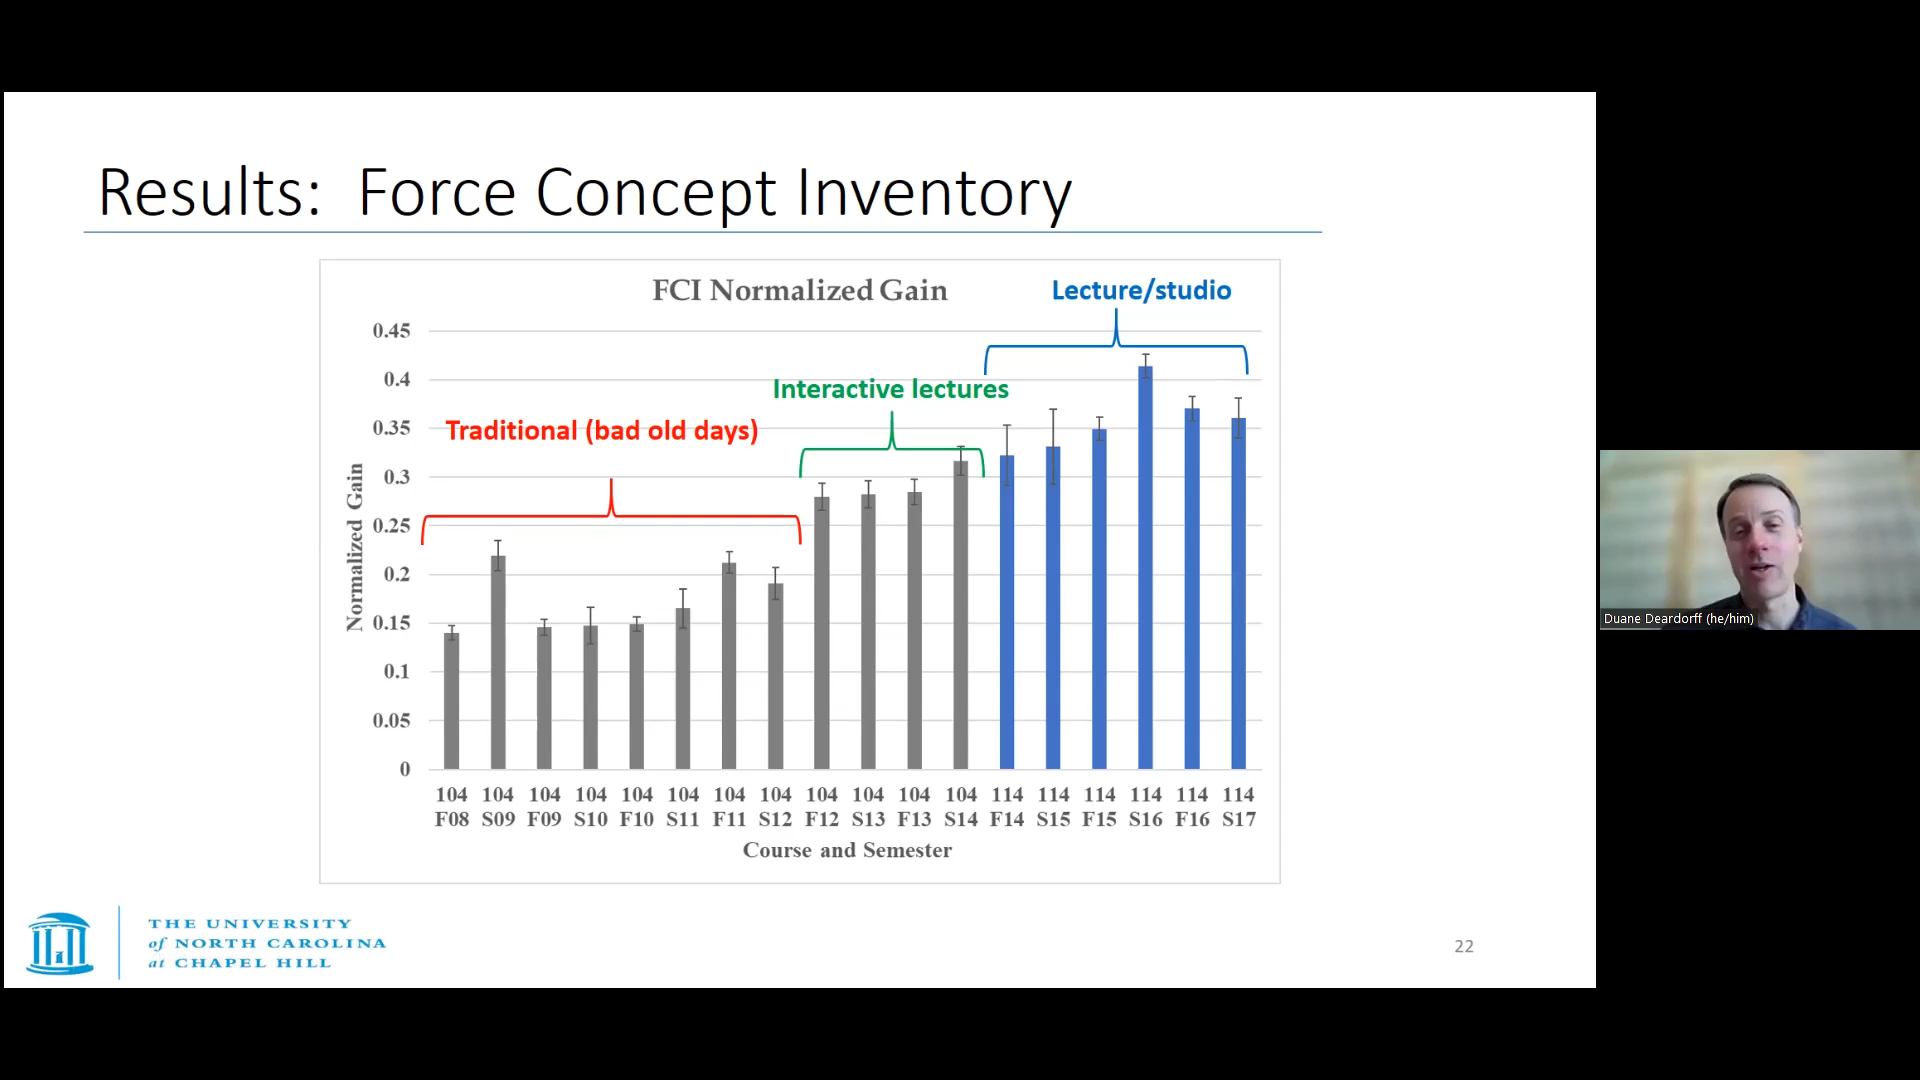 Results:  Force Concept Inventory
FCI Normalized Gain
Lecture/studio
Interactive lectures
Traditional (bad old days)
Normalized Gain
0.45
0.4
0.35
0.3
0.25
0.2
0.15
0.1
0.05
0
104 104 104 104 104 104 104 104 104 104 104 104 114 114 114 114 114 114
F08 S09 F09 S10 F10 S11 F11 S12 F12 S13 F13 S14 F14 S15 F15 S16 F16 S17
Course and Semester
THE UNIVERSITY
of NORTH CAROLINA
at CHAPEL HILL
22
Duane Deardorff (he/him)